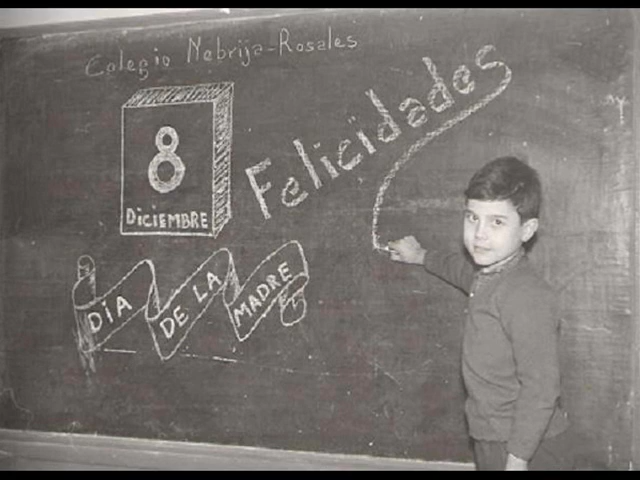 Colegio Nebrija-Rosales
8
DICIEMBRE
Felicidades
DIA
DE LA
MADRE